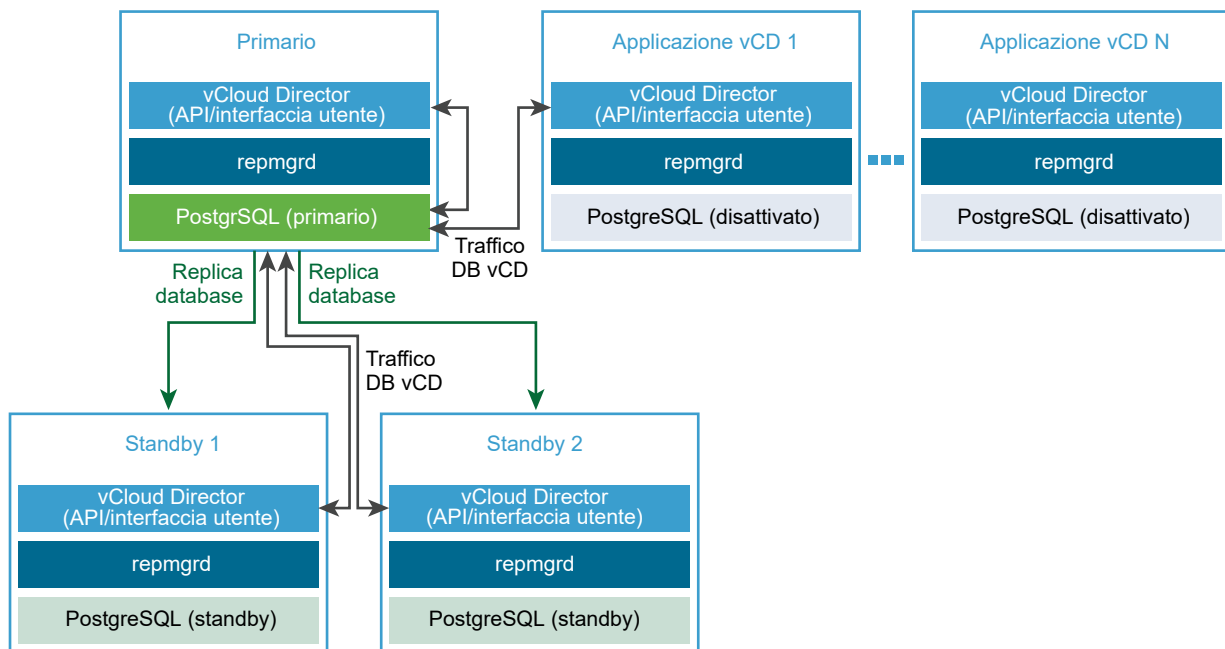 Primario
vCloud Director
(API/interfaccia utente)
repmgrd
PostgrSQL (primario)
Applicazione vCD 1
vCloud Director
(API/interfaccia utente)
repmgrd
PostgreSQL (disattivato)
Applicazione vCD N
vCloud Director
(API/interfaccia utente)
repmgrd
PostgreSQL (disattivato)
Traffico
DB vCD
Replica
database
Replica
database
Traffico
DB vCD
Standby 1
vCloud Director
(API/interfaccia utente)
repmgrd
PostgreSQL (standby)
Standby 2
vCloud Director
(API/interfaccia utente)
repmgrd
PostgreSQL (standby)